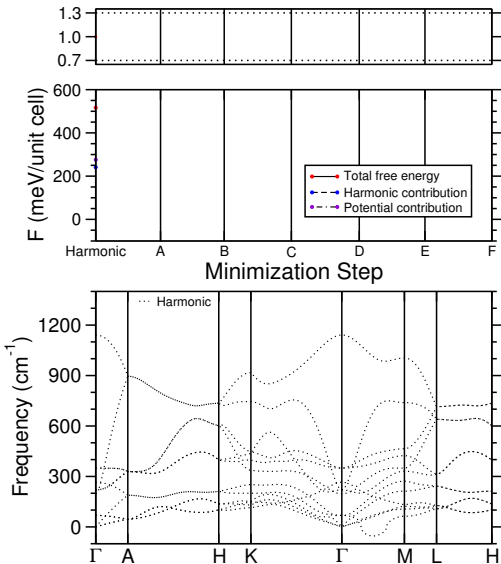 1.3
1.0
0.7
F (meV/unit cell)
600
400
200
0
Total free energy
Harmonic contribution
Potential contribution
Harmonic A B C D E F
Minimization Step
Frequency (cm⁻¹)
Harmonic
1200
900
600
300
0
Γ A H K Γ M L H